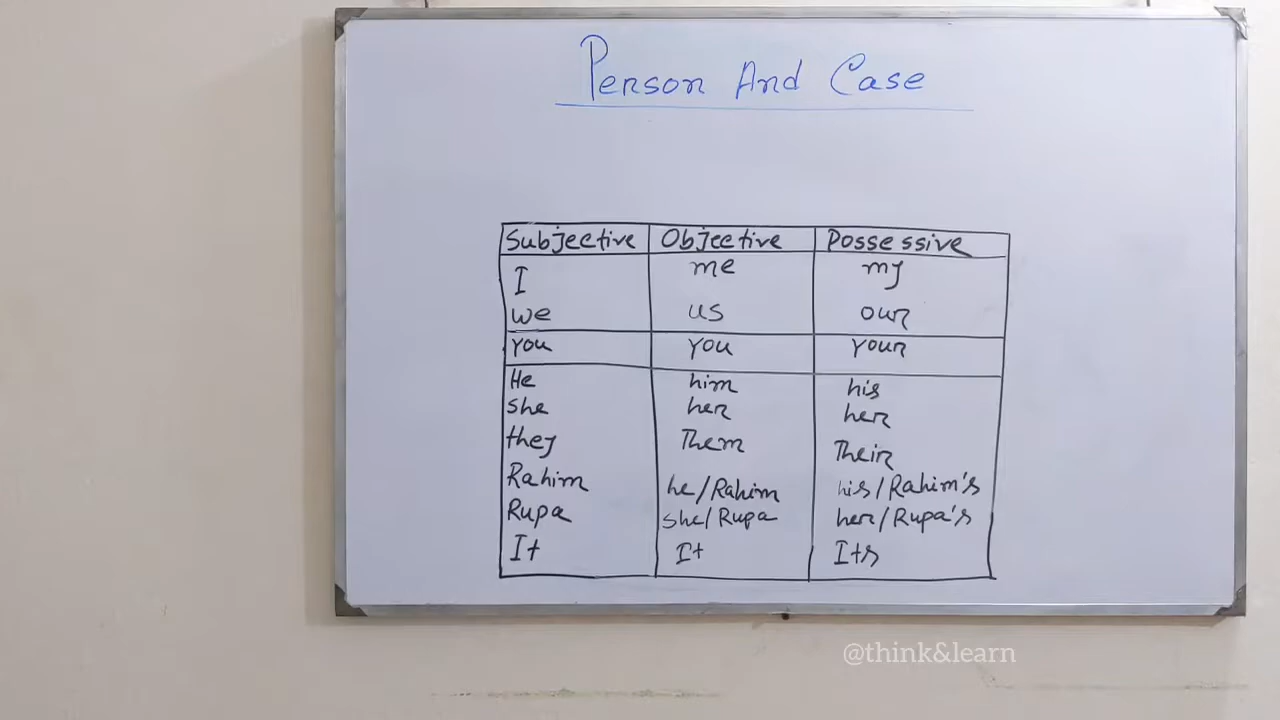 Person And Case
Subjective Objective Possessive
I me my
we us our
You You Your
He him his
she her her
they Them Their
Rahim he/Rahim his/Rahim's
Rupa she/Rupa her/Rupa's
It It Its
@think&learn